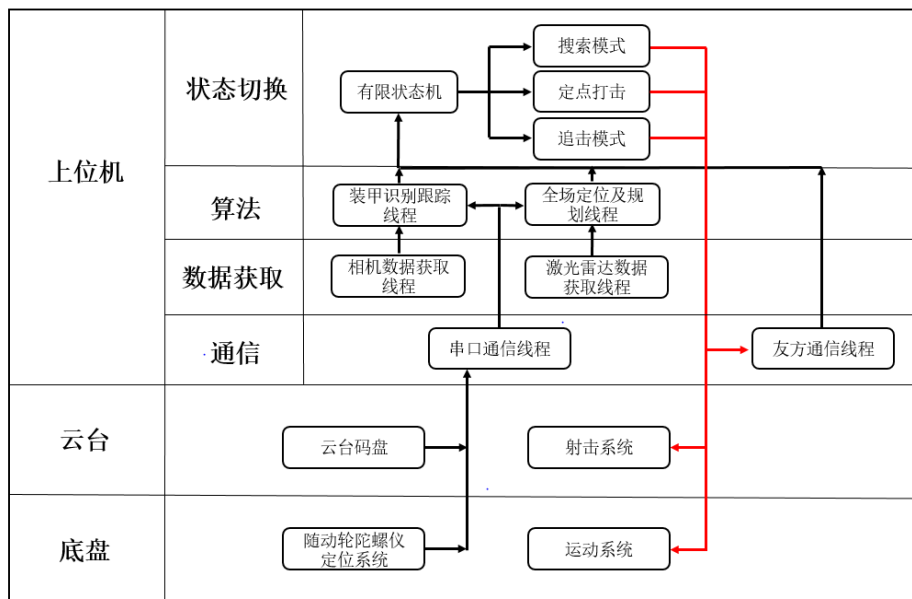 上位机
状态切换
有限状态机
搜索模式
定点打击
追击模式
算法
装甲识别跟踪
线程
全场定位及规
划线程
数据获取
相机数据获取
线程
激光雷达数据
获取线程
通信
串口通信线程
友方通信线程
云台
云台码盘
射击系统
底盘
随动轮陀螺仪
定位系统
运动系统